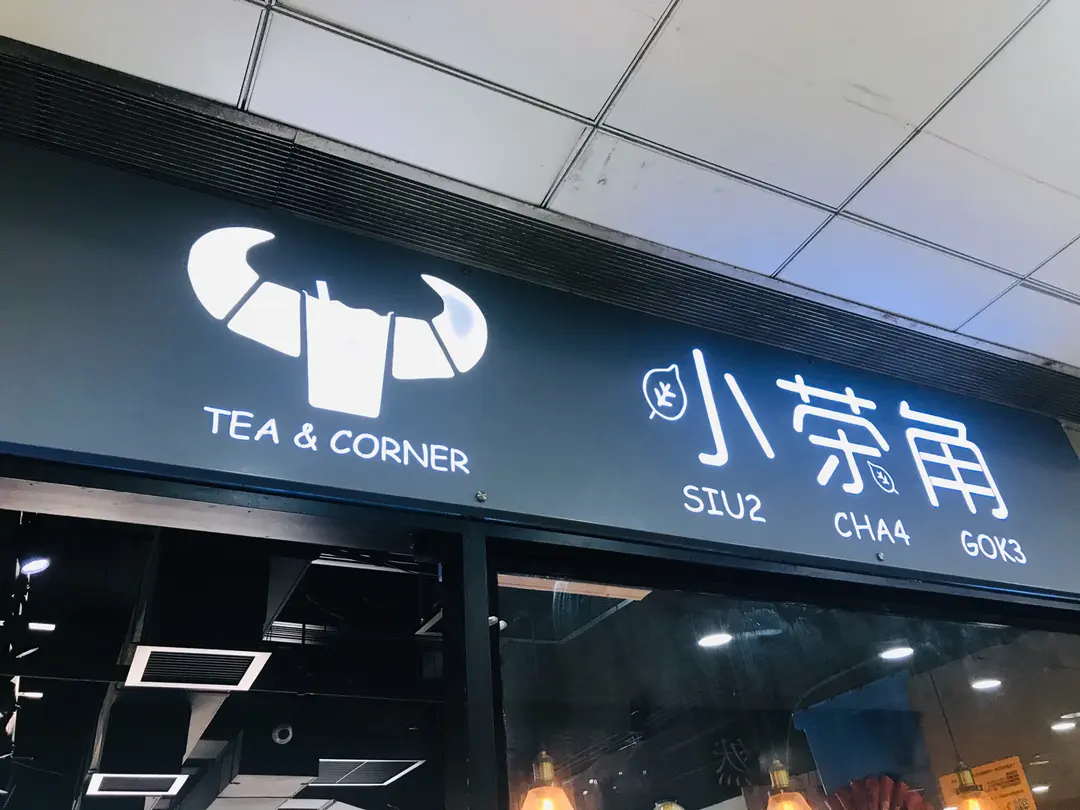 TEA & CORNER
小茶角
SIU2 CHA4 GOK3